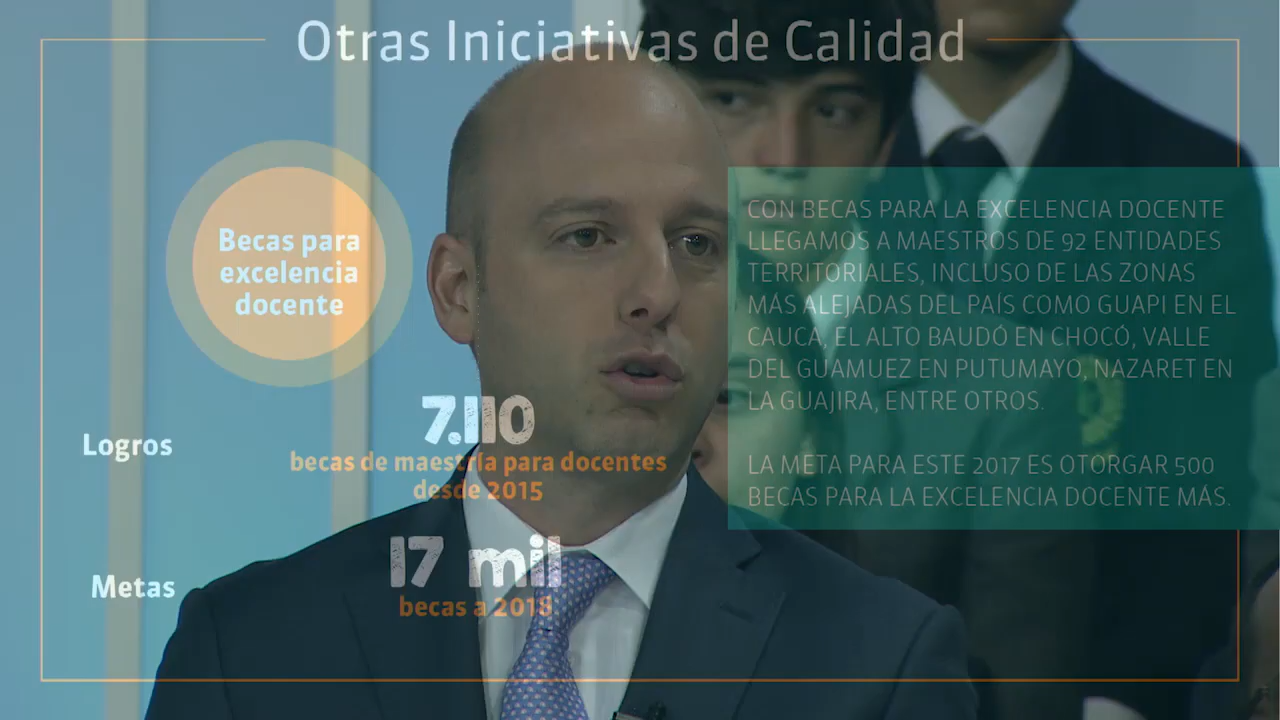 Otras Iniciativas de Calidad
Becas para
excelencia
docente
Logros
7.110
becas de maestría para docentes
desde 2015
Metas
17 mil
becas a 2018
CON BECAS PARA LA EXCELENCIA DOCENTE
LLEGAMOS A MAESTROS DE 92 ENTIDADES
TERRITORIALES, INCLUSO DE LAS ZONAS
MÁS ALEJADAS DEL PAÍS COMO GUAPI EN EL
CAUCA, EL ALTO BAUDÓ EN CHOCÓ, VALLE
DEL GUAMUEZ EN PUTUMAYO, NAZARET EN
LA GUAJIRA, ENTRE OTROS.
LA META PARA ESTE 2017 ES OTORGAR 500
BECAS PARA LA EXCELENCIA DOCENTE MÁS.